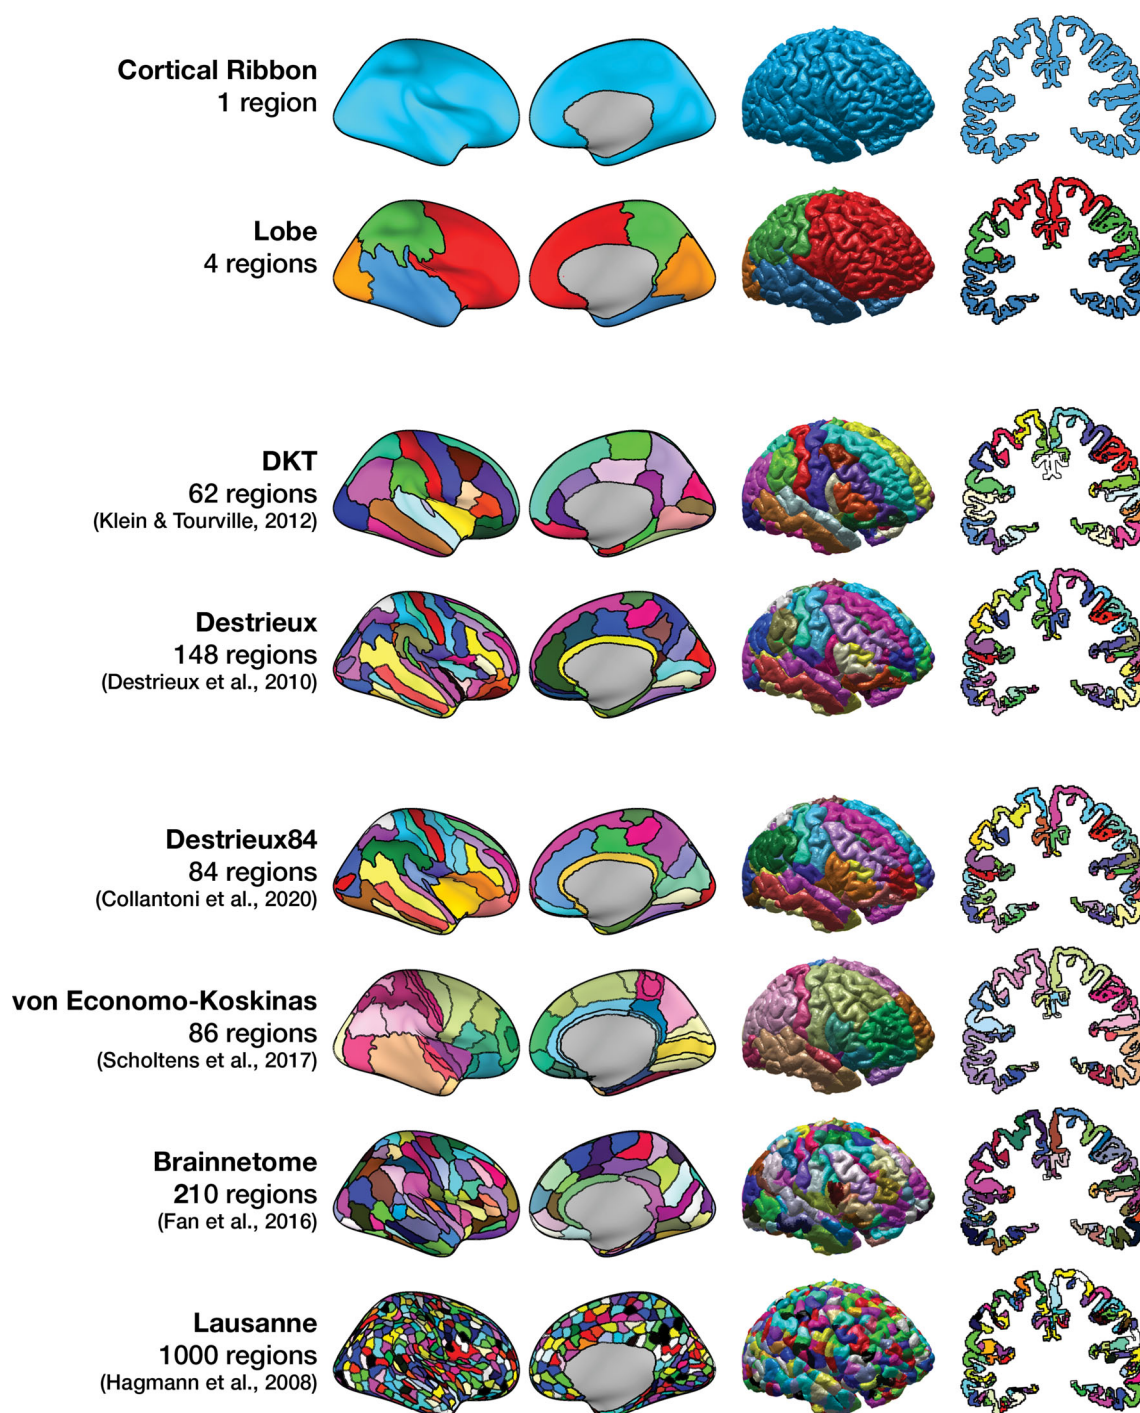 Cortical Ribbon
1 region
Lobe
4 regions
DKT
62 regions
(Klein & Tourville, 2012)
Destrieux
148 regions
(Destrieux et al., 2010)
Destrieux84
84 regions
(Collantoni et al., 2020)
von Economo-Koskinas
86 regions
(Scholtens et al., 2017)
Brainnetome
210 regions
(Fan et al., 2016)
Lausanne
1000 regions
(Hagmann et al., 2008)